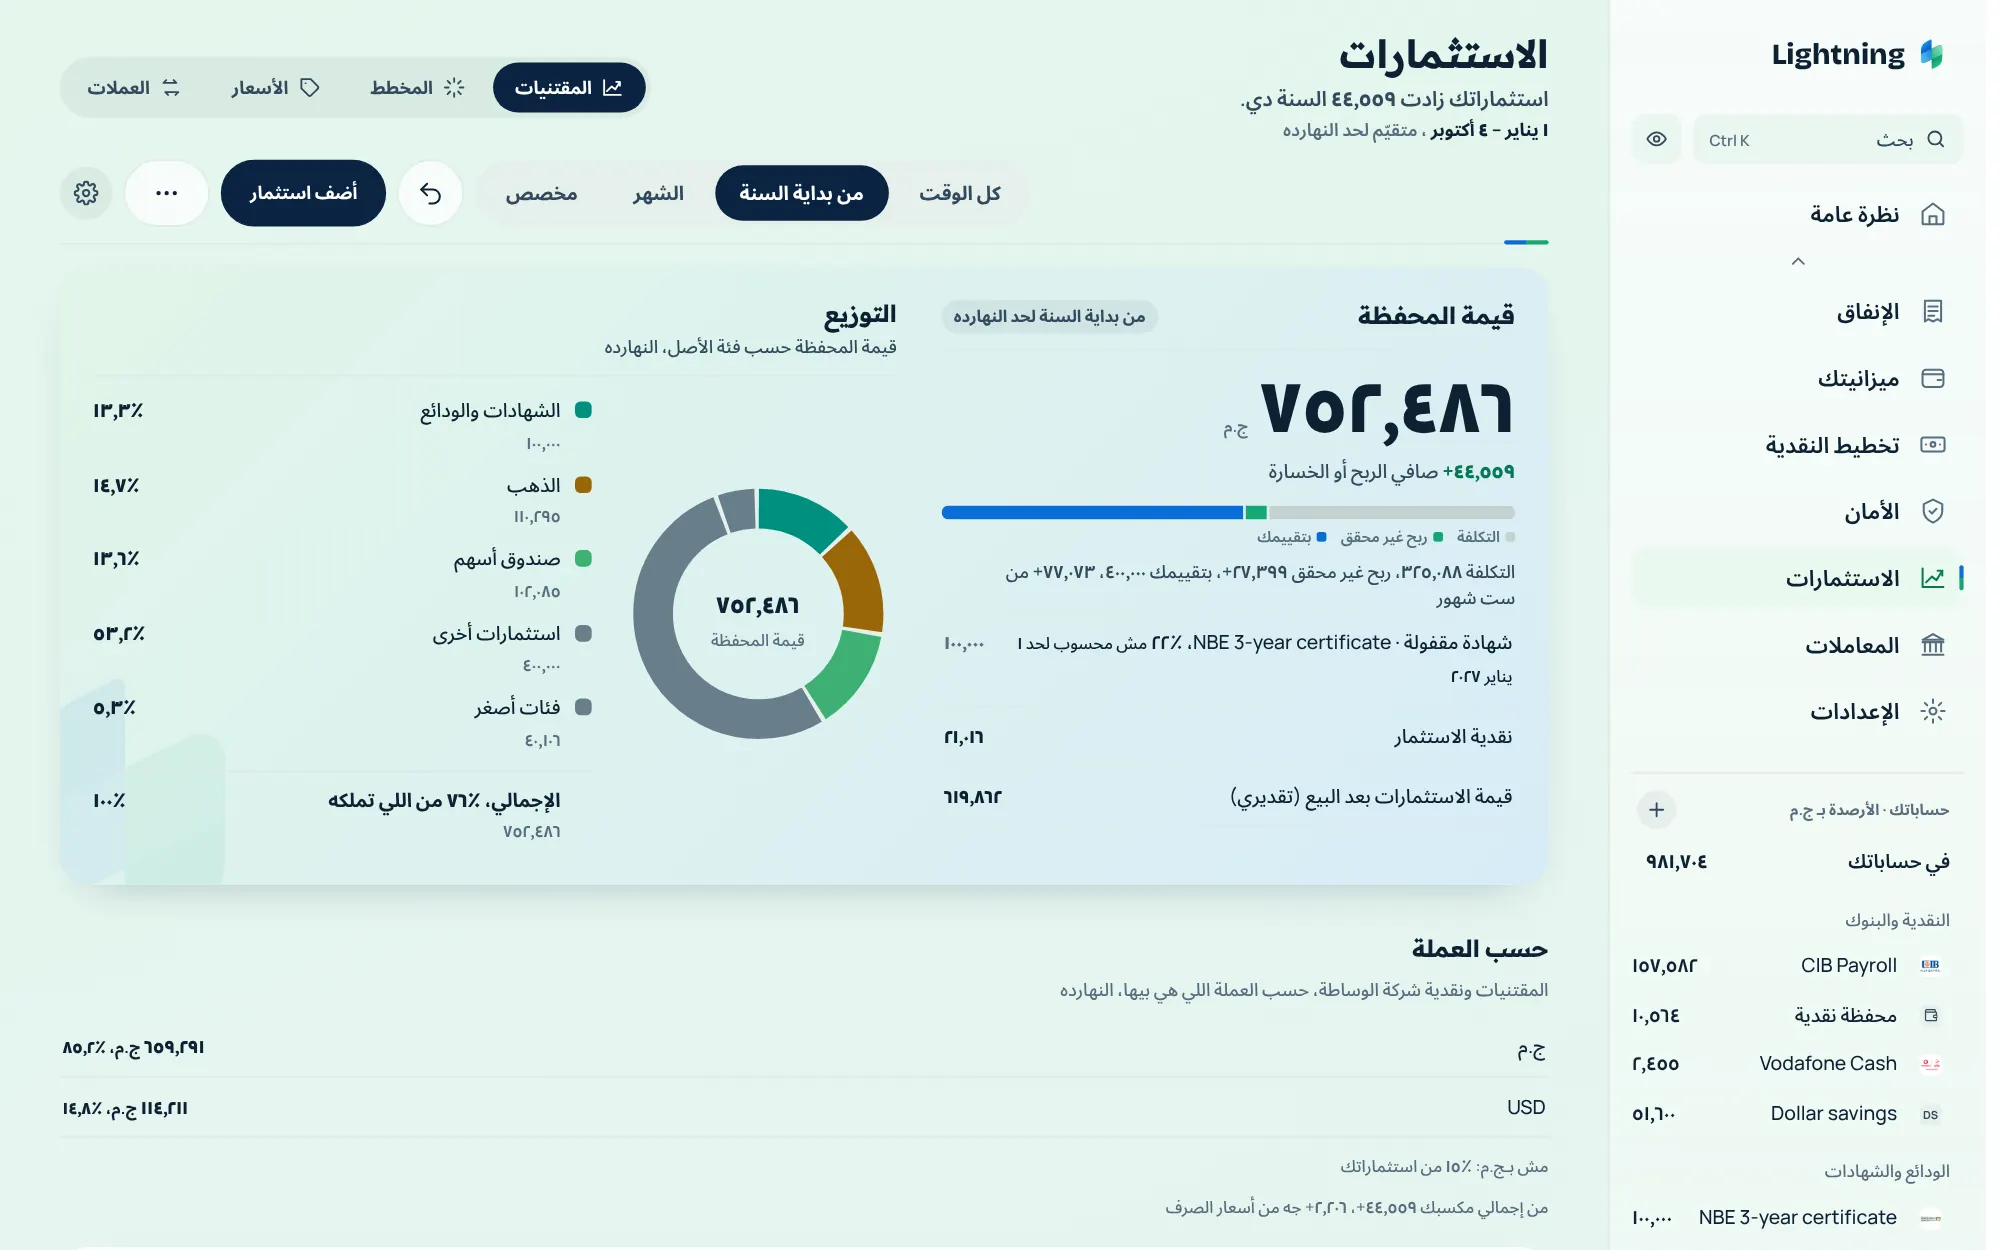 Lightning
بحث
Ctrl K
نظرة عامة
الإنفاق
ميزانيتك
تخطيط النقدية
الأمان
الاستثمارات
المعاملات
الإعدادات
حساباتك · الأرصدة بـ ج.م
في حساباتك ٩٨١,٧٠٤
النقدية والبنوك
CIB Payroll ١٥٧,٥٨٢
محفظة نقدية ١٠,٥٦٤
Vodafone Cash ٢,٤٥٥
DS Dollar savings ٥١,٦٠٠
الودائع والشهادات
NBE 3-year certificate ١٠٠,٠٠٠
الاستثمارات
استثماراتك زادت ٤٤,٥٥٩ السنة دي.
١ يناير – ٤ أكتوبر ، متقيّم لحد النهارده
المقتنيات
المخطط
الأسعار
العملات
كل الوقت
من بداية السنة
الشهر
مخصص
أضف استثمار
قيمة المحفظة
من بداية السنة لحد النهارده
٧٥٢,٤٨٦ ج.م
+٤٤,٥٥٩ صافي الربح أو الخسارة
التكلفة
ربح غير محقق
بتقييمك
التكلفة ٣٢٥,٠٨٨، ربح غير محقق ٢٧,٣٩٩+، بتقييمك ٤٠٠,٠٠٠، ٧٧,٠٧٣+ من
ست شهور
شهادة مقفولة · NBE 3-year certificate، ٢٢٪ مش محسوب لحد ١
يناير ٢٠٢٧
١٠٠,٠٠٠
نقدية الاستثمار ٢١,٠١٦
قيمة الاستثمارات بعد البيع (تقديري) ٦١٩,٨٦٢
التوزيع
قيمة المحفظة حسب فئة الأصل، النهارده
٧٥٢,٤٨٦
قيمة المحفظة
الشهادات والودائع ١٣,٣٪
١٠٠,٠٠٠
الذهب ١٤,٧٪
١١٠,٢٩٥
صندوق أسهم ١٣,٦٪
١٠٢,٠٨٥
استثمارات أخرى ٥٣,٢٪
٤٠٠,٠٠٠
فئات أصغر ٥,٣٪
٤٠,١٠٦
الإجمالي، ٧٦٪ من اللي تملكه ١٠٠٪
٧٥٢,٤٨٦
حسب العملة
المقتنيات ونقدية شركة الوساطة، حسب العملة اللي هي بيها، النهارده
ج.م ٦٥٩,٢٩١ ج.م، ٨٥,٢٪
USD ١١٤,٢١١ ج.م، ١٤,٨٪
مش بـج.م: ١٥٪ من استثماراتك
من إجمالي مكسبك ٤٤,٥٥٩+، ٢,٢٠٦+ جه من أسعار الصرف